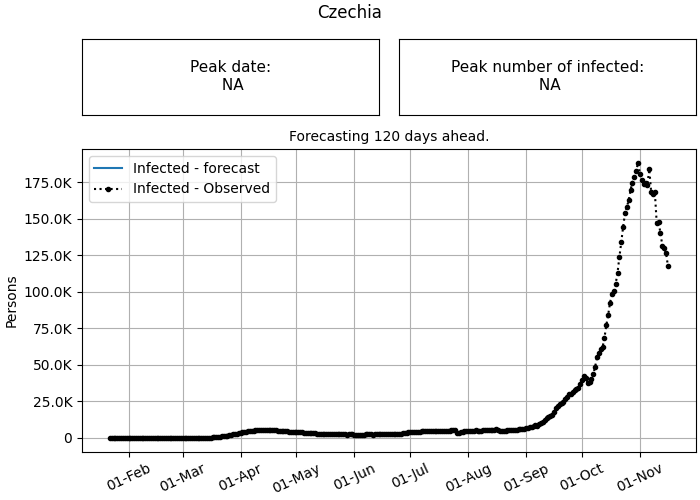 Czechia
Peak date:
NA
Peak number of infected:
NA
Forecasting 120 days ahead.
Infected - forecast
Infected - Observed
175.0K
150.0K
125.0K
100.0K
75.0K
50.0K
25.0K
0
Persons
01-Feb
01-Mar
01-Apr
01-May
01-Jun
01-Jul
01-Aug
01-Sep
01-Oct
01-Nov